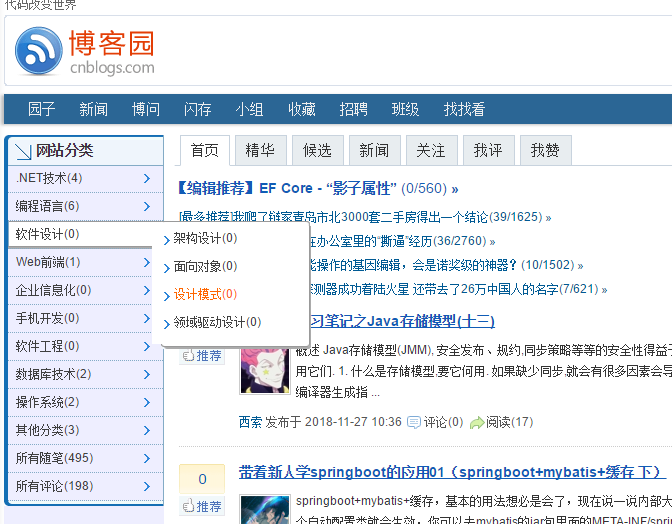 代码改变世界
博客园
cnblogs.com
园子 新闻 博问 闪存 小组 收藏 招聘 班级 找找看
网站分类
.NET技术(4)
编程语言(6)
软件设计(0)
Web前端(1)
企业信息化(0)
手机开发(0)
软件工程(0)
数据库技术(2)
操作系统(2)
其他分类(3)
所有随笔(495)
所有评论(198)
架构设计(0)
面向对象(0)
设计模式(0)
领域驱动设计(0)
首页 精华 候选 新闻 关注 我评 我赞
【编辑推荐】EF Core - “影子属性” (0/560) »
[最多推荐]我爬了链家青岛市北3000套二手房得出一个结论(39/1625) »
在办公室里的“撕逼”经历(36/2760) »
能操作的基因编辑，会是诺奖级的神器？(10/1502) »
探测器成功着陆火星 还带去了26万中国人的名字(7/621) »
习笔记之Java存储模型(十三)
推荐
概述 Java存储模型(JMM), 安全发布、规约,同步策略等等的安全性得益于
用它们. 1. 什么是存储模型,要它何用. 如果缺少同步,就会有很多因素会导
编译器生成指 ...
西索 发布于 2018-11-27 10:36 评论(0) 阅读(17)
0
推荐
带着新人学springboot的应用01（springboot+mybatis+缓存 下）
springboot+mybatis+缓存，基本的用法想必是会了，现在说一说内部大
个自动配置类就会生效，你可以去mybatis的jar包里面的META-INF/spri